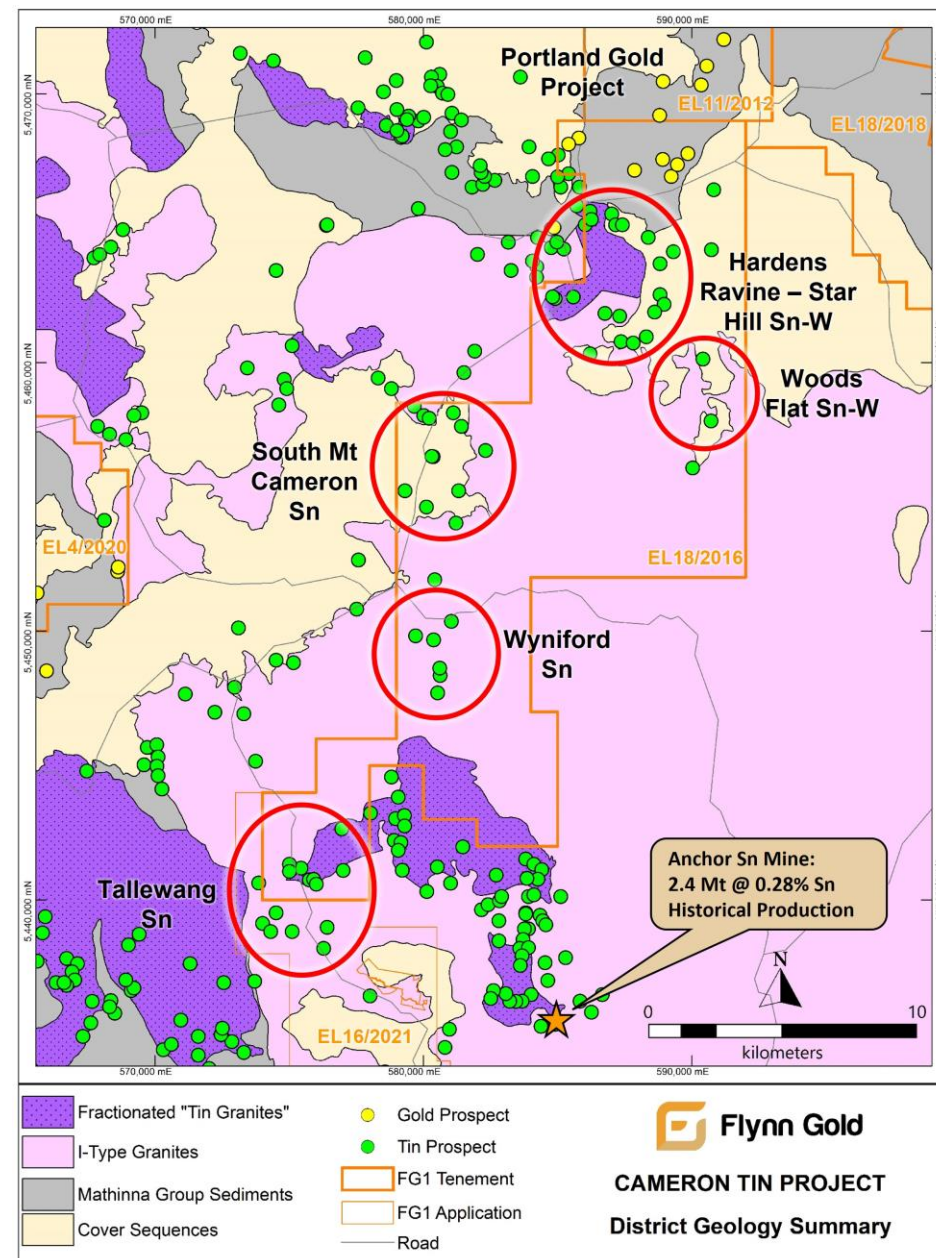 570,000 mE
580,000 mE
590,000 mE
Portland Gold
Project
5,470,000 mN
EL11/2012
EL18/2018
Hardens
Ravine – Star
Hill Sn-W
5,460,000 mN
Woods
Flat Sn-W
South Mt
Cameron
Sn
EL4/2020
EL18/2016
5,450,000 mN
Wyniford
Sn
Anchor Sn Mine:
2.4 Mt @ 0.28% Sn
Historical Production
Tallewang
Sn
5,440,000 mN
N
0 10
kilometers
EL16/2021
570,000 mE
580,000 mE
590,000 mE
Fractionated "Tin Granites"
I-Type Granites
Mathinna Group Sediments
Cover Sequences
Gold Prospect
Tin Prospect
FG1 Tenement
FG1 Application
Road
Flynn Gold
CAMERON TIN PROJECT
District Geology Summary